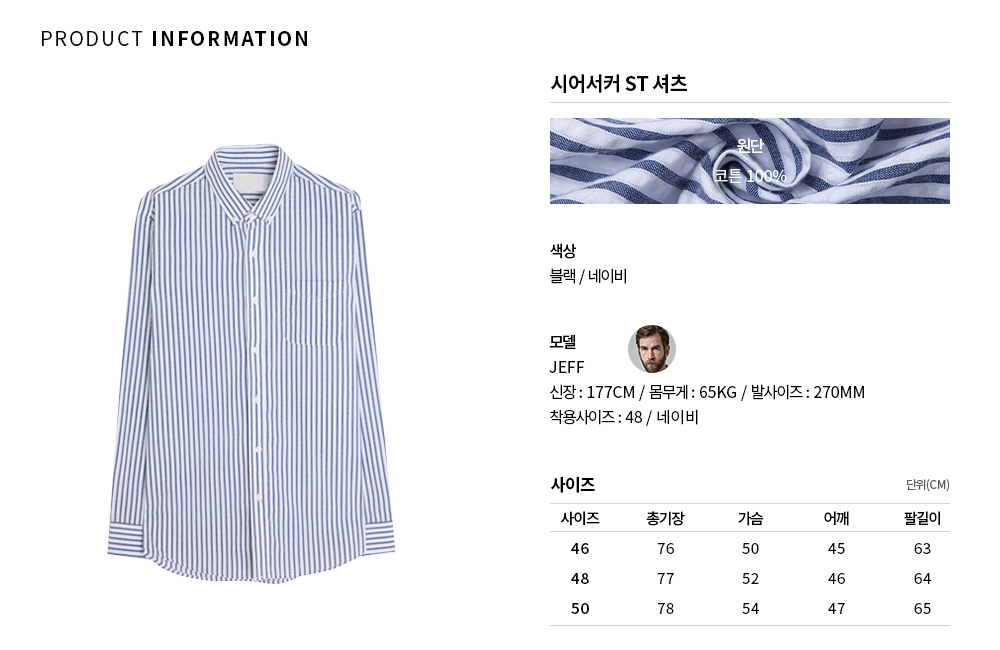 PRODUCT INFORMATION
시어서커 ST 셔츠
원단
코튼 100%
색상
블랙 / 네이비
모델
JEFF
신장 : 177CM / 몸무게 : 65KG / 발사이즈 : 270MM
착용사이즈 : 48 / 네이비
사이즈 단위(CM)
사이즈 총기장 가슴 어깨 팔길이
46 76 50 45 63
48 77 52 46 64
50 78 54 47 65